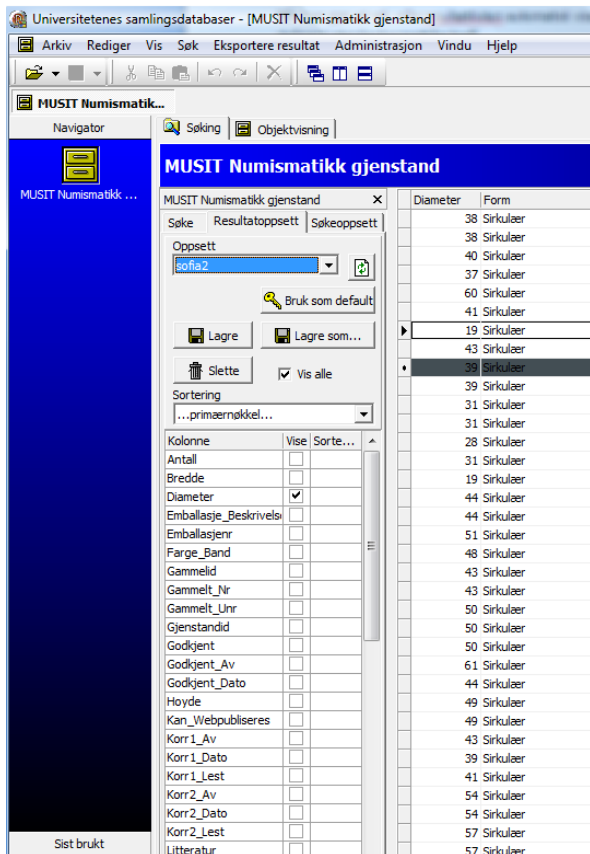 Universitetenes samlingsdatabaser - [MUSIT Numismatikk gjenstand]
Arkiv Rediger Vis Søk Eksportere resultat Administrasjon Vindu Hjelp
MUSIT Numismatik...
Navigator
MUSIT Numismatikk ...
Sist brukt
Søking Objektvisning
MUSIT Numismatikk gjenstand
MUSIT Numismatikk gjenstand
Søke Resultatoppsett Søkeoppsett
Oppsett
sofia2
Bruk som default
Lagre Lagre som...
Slette Vis alle
Sortering
...primærnøkkel...
Kolonne Vise Sorte...
Antall
Bredde
Diameter
Emballasje_Beskrivels
Emballasjenr
Farge_Band
Gammelid
Gammelt_Nr
Gammelt_Unr
Gjenstandid
Godkjent
Godkjent_Av
Godkjent_Dato
Hoyde
Kan_Webpubliseres
Korr1_Av
Korr1_Dato
Korr1_Lest
Korr2_Av
Korr2_Dato
Korr2_Lest
Litteratur
Diameter Form
38 Sirkulær
38 Sirkulær
40 Sirkulær
37 Sirkulær
60 Sirkulær
41 Sirkulær
19 Sirkulær
43 Sirkulær
39 Sirkulær
39 Sirkulær
31 Sirkulær
31 Sirkulær
28 Sirkulær
31 Sirkulær
19 Sirkulær
44 Sirkulær
44 Sirkulær
51 Sirkulær
48 Sirkulær
43 Sirkulær
43 Sirkulær
50 Sirkulær
50 Sirkulær
50 Sirkulær
61 Sirkulær
44 Sirkulær
49 Sirkulær
49 Sirkulær
43 Sirkulær
39 Sirkulær
41 Sirkulær
54 Sirkulær
54 Sirkulær
57 Sirkulær
57 Sirkulær